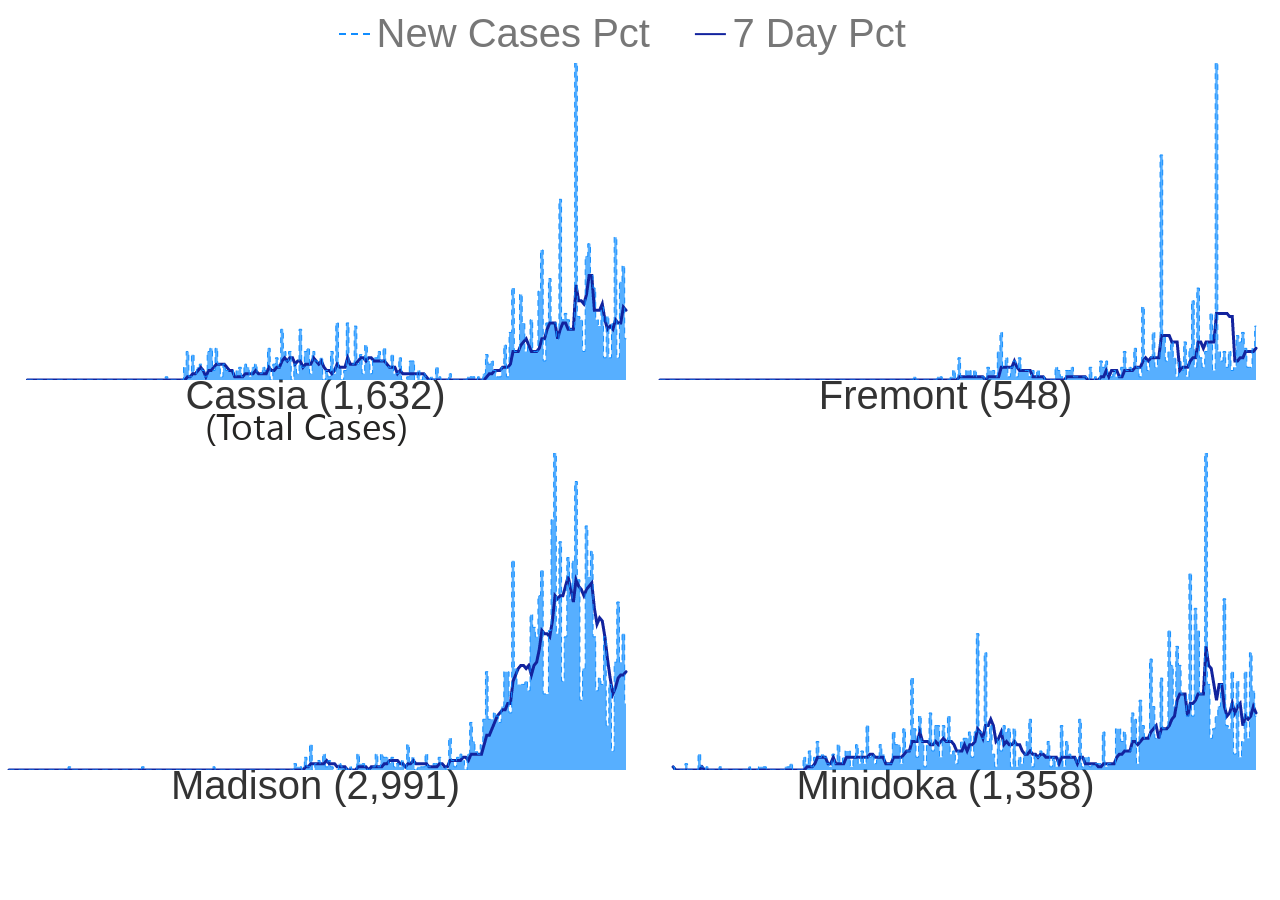 New Cases Pct 7 Day Pct
Cassia (1,632) Fremont (548)
(Total Cases)
Madison (2,991) Minidoka (1,358)